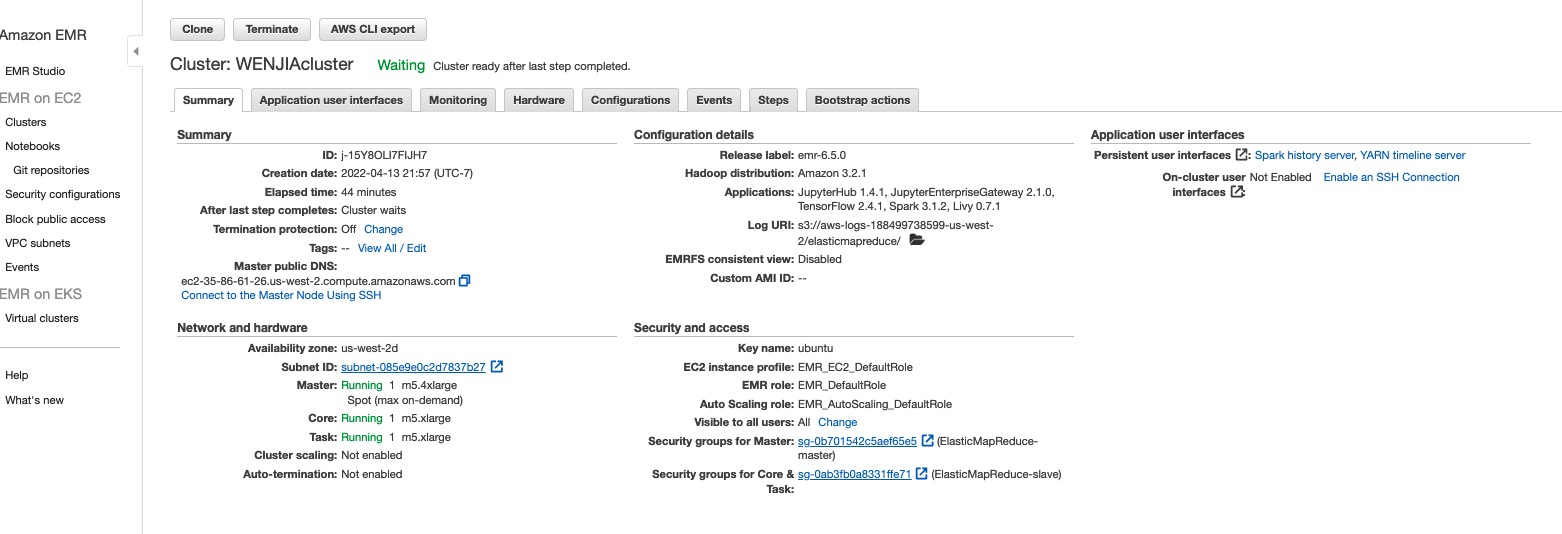 Amazon EMR
EMR Studio
EMR on EC2
Clusters
Notebooks
Git repositories
Security configurations
Block public access
VPC subnets
Events
EMR on EKS
Virtual clusters
Help
What's new
Clone Terminate AWS CLI export
Cluster: WENJIAcluster Waiting Cluster ready after last step completed.
Summary Application user interfaces Monitoring Hardware Configurations Events Steps Bootstrap actions
Summary
ID: j-15Y8OLI7FIJH7
Creation date: 2022-04-13 21:57 (UTC-7)
Elapsed time: 44 minutes
After last step completes: Cluster waits
Termination protection: Off Change
Tags: -- View All / Edit
Master public DNS:
ec2-35-86-61-26.us-west-2.compute.amazonaws.com
Connect to the Master Node Using SSH
Configuration details
Release label: emr-6.5.0
Hadoop distribution: Amazon 3.2.1
Applications: JupyterHub 1.4.1, JupyterEnterpriseGateway 2.1.0,
TensorFlow 2.4.1, Spark 3.1.2, Livy 0.7.1
Log URI: s3://aws-logs-188499738599-us-west-
2/elasticmapreduce/
EMRFS consistent view: Disabled
Custom AMI ID: --
Application user interfaces
Persistent user interfaces : Spark history server, YARN timeline server
On-cluster user Not Enabled Enable an SSH Connection
interfaces :
Network and hardware
Availability zone: us-west-2d
Subnet ID: subnet-085e9e0c2d7837b27
Master: Running 1 m5.4xlarge
Spot (max on-demand)
Core: Running 1 m5.xlarge
Task: Running 1 m5.xlarge
Cluster scaling: Not enabled
Auto-termination: Not enabled
Security and access
Key name: ubuntu
EC2 instance profile: EMR_EC2_DefaultRole
EMR role: EMR_DefaultRole
Auto Scaling role: EMR_AutoScaling_DefaultRole
Visible to all users: All Change
Security groups for Master: sg-0b701542c5aef65e5 (ElasticMapReduce-
master)
Security groups for Core & sg-0ab3fb0a8331ffe71 (ElasticMapReduce-slave)
Task: